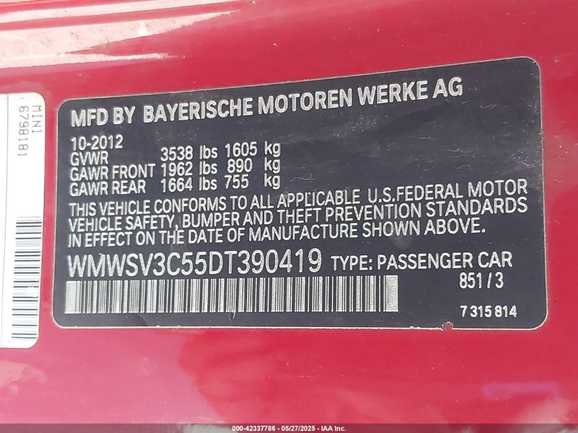 MINI
6798181
MFD BY BAYERISCHE MOTOREN WERKE AG
10-2012
GVWR 3538 lbs 1605 kg
GAWR FRONT 1962 lbs 890 kg
GAWR REAR 1664 lbs 755 kg
THIS VEHICLE CONFORMS TO ALL APPLICABLE U.S.FEDERAL MOTOR
VEHICLE SAFETY, BUMPER AND THEFT PREVENTION STANDARDS
IN EFFECT ON THE DATE OF MANUFACTURE SHOWN ABOVE.
WMWSV3C55DT390419 TYPE: PASSENGER CAR
851/3
7 315 814
000-42337786 - 05/27/2025 - IAA Inc.